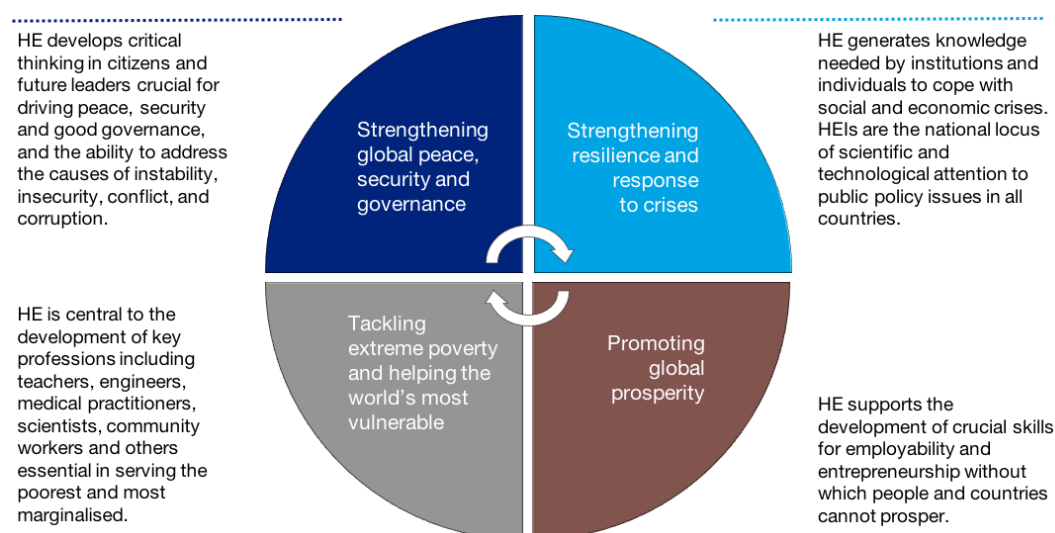 HE develops critical
thinking in citizens and
future leaders crucial for
driving peace, security
and good governance,
and the ability to address
the causes of instability,
insecurity, conflict, and
corruption.
Strengthening
global peace,
security and
governance
Strengthening
resilience and
response
to crises
HE generates knowledge
needed by institutions and
individuals to cope with
social and economic crises.
HEIs are the national locus
of scientific and
technological attention to
public policy issues in all
countries.
HE is central to the
development of key
professions including
teachers, engineers,
medical practitioners,
scientists, community
workers and others
essential in serving the
poorest and most
marginalised.
Tackling
extreme poverty
and helping the
world's most
vulnerable
Promoting
global
prosperity
HE supports the
development of crucial skills
for employability and
entrepreneurship without
which people and countries
cannot prosper.